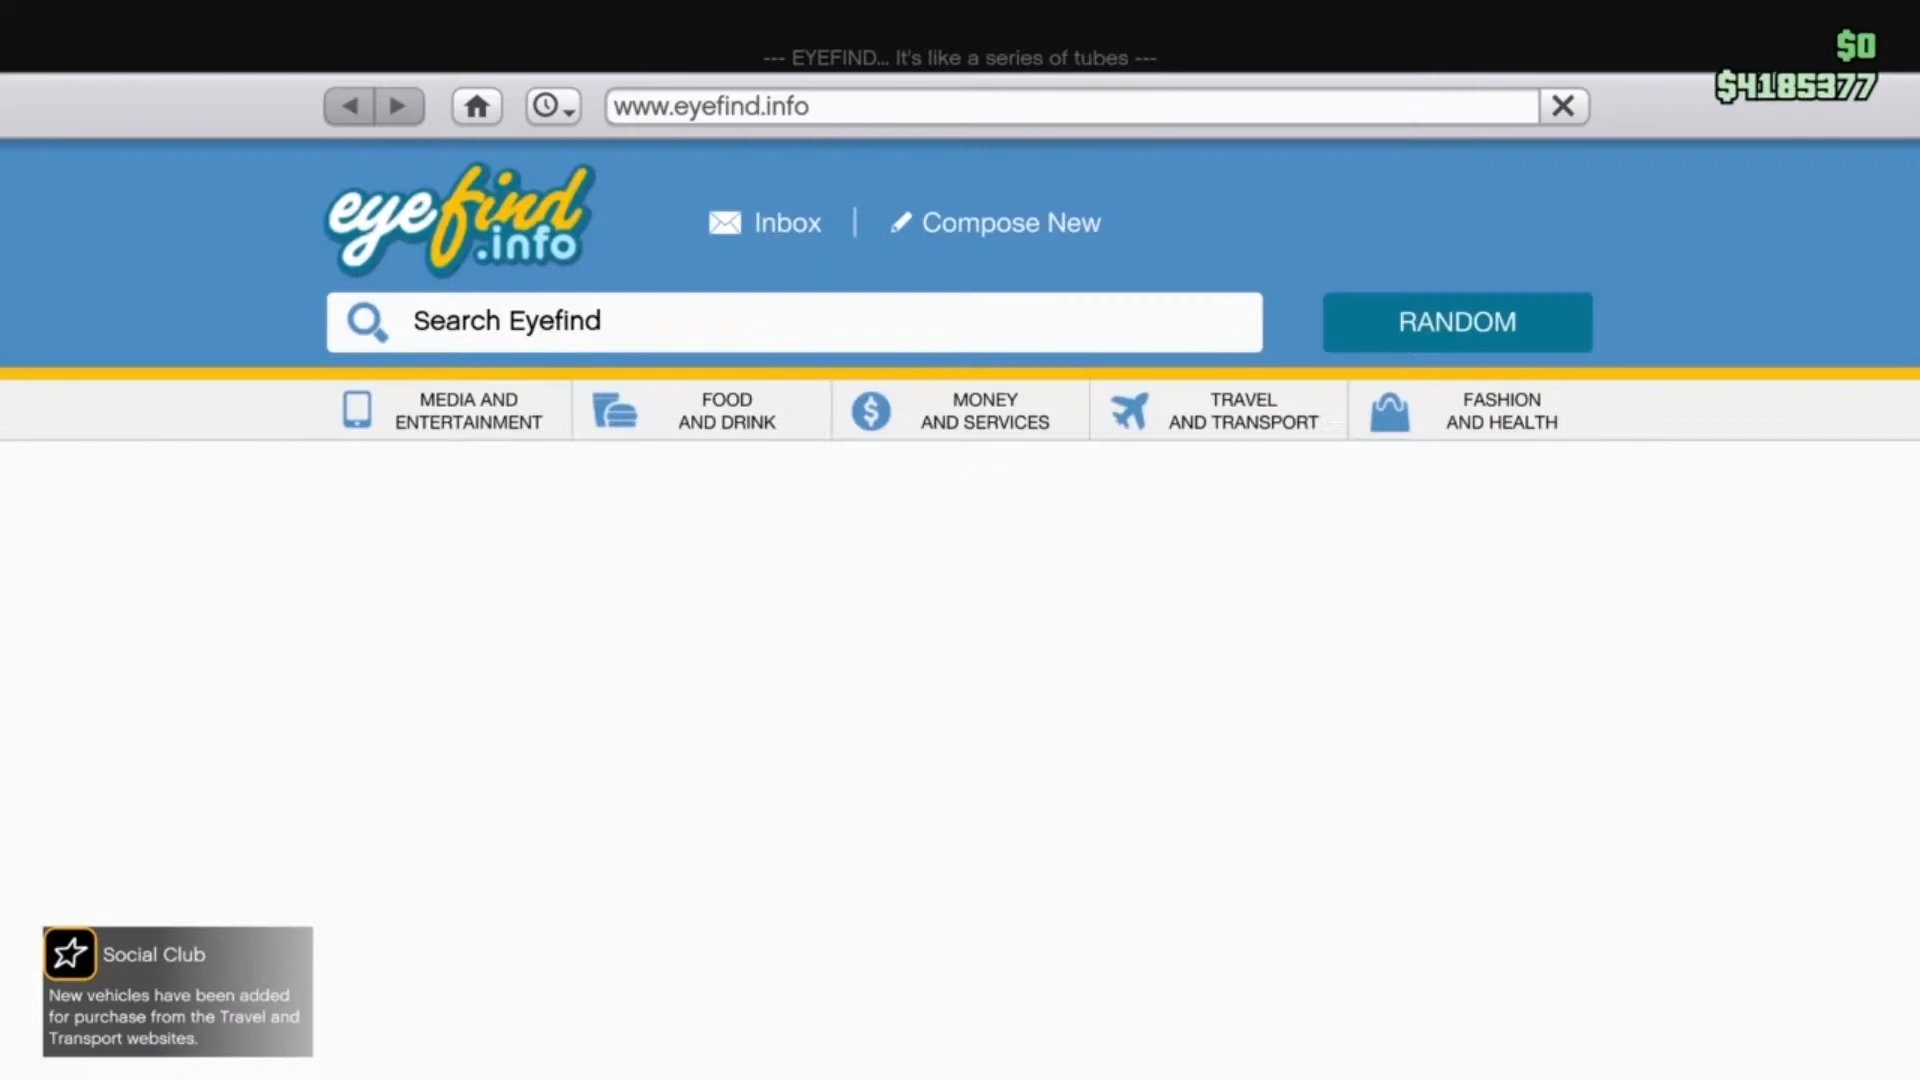 --- EYEFIND... It's like a series of tubes ---
$0
$4185377
www.eyefind.info
eyefind
.info
Inbox | Compose New
Search Eyefind
RANDOM
MEDIA AND
ENTERTAINMENT
FOOD
AND DRINK
MONEY
AND SERVICES
TRAVEL
AND TRANSPORT
FASHION
AND HEALTH
Social Club
New vehicles have been added
for purchase from the Travel and
Transport websites.